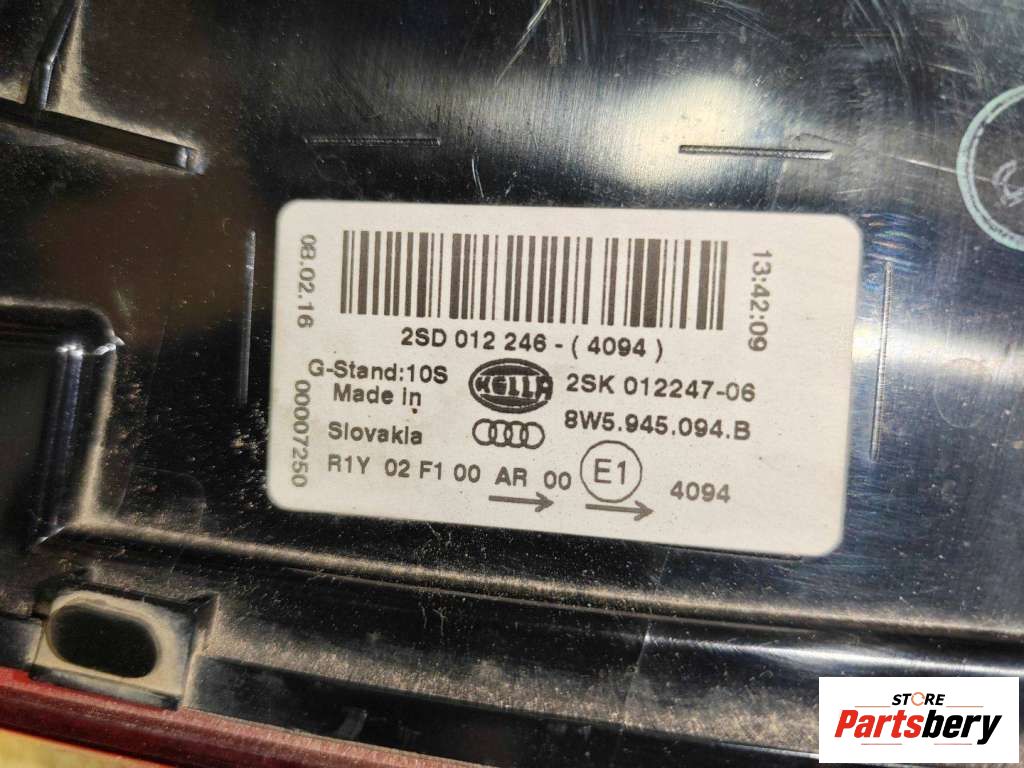 08.02.16
00007250
13:42:09
2SD 012 246 - ( 4094 )
G-Stand:10S
HELLA
2SK 012247-06
Made in
8W5.945.094.B
Slovakia
R1Y 02 F1 00 AR 00 E1 4094
STORE
Partsbery